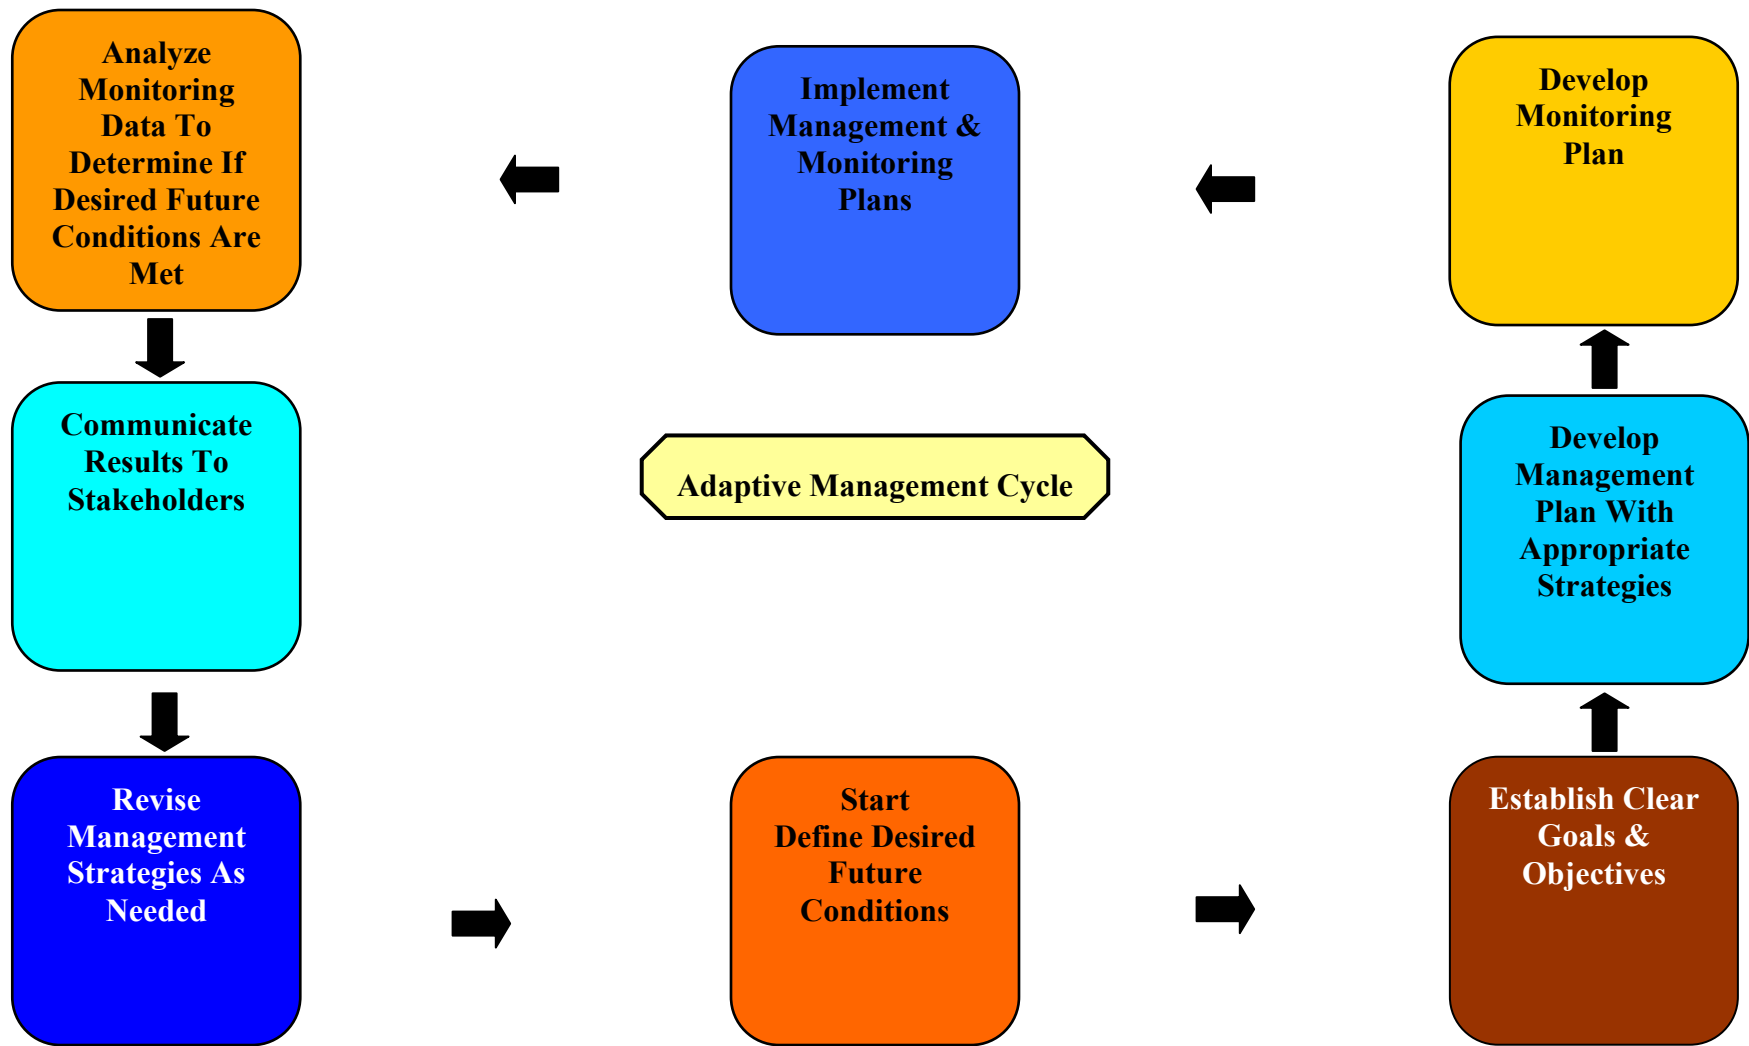 Analyze
Monitoring
Data To
Determine If
Desired Future
Conditions Are
Met
Implement
Management &
Monitoring
Plans
Develop
Monitoring
Plan
Communicate
Results To
Stakeholders
Adaptive Management Cycle
Develop
Management
Plan With
Appropriate
Strategies
Revise
Management
Strategies As
Needed
Start
Define Desired
Future
Conditions
Establish Clear
Goals &
Objectives